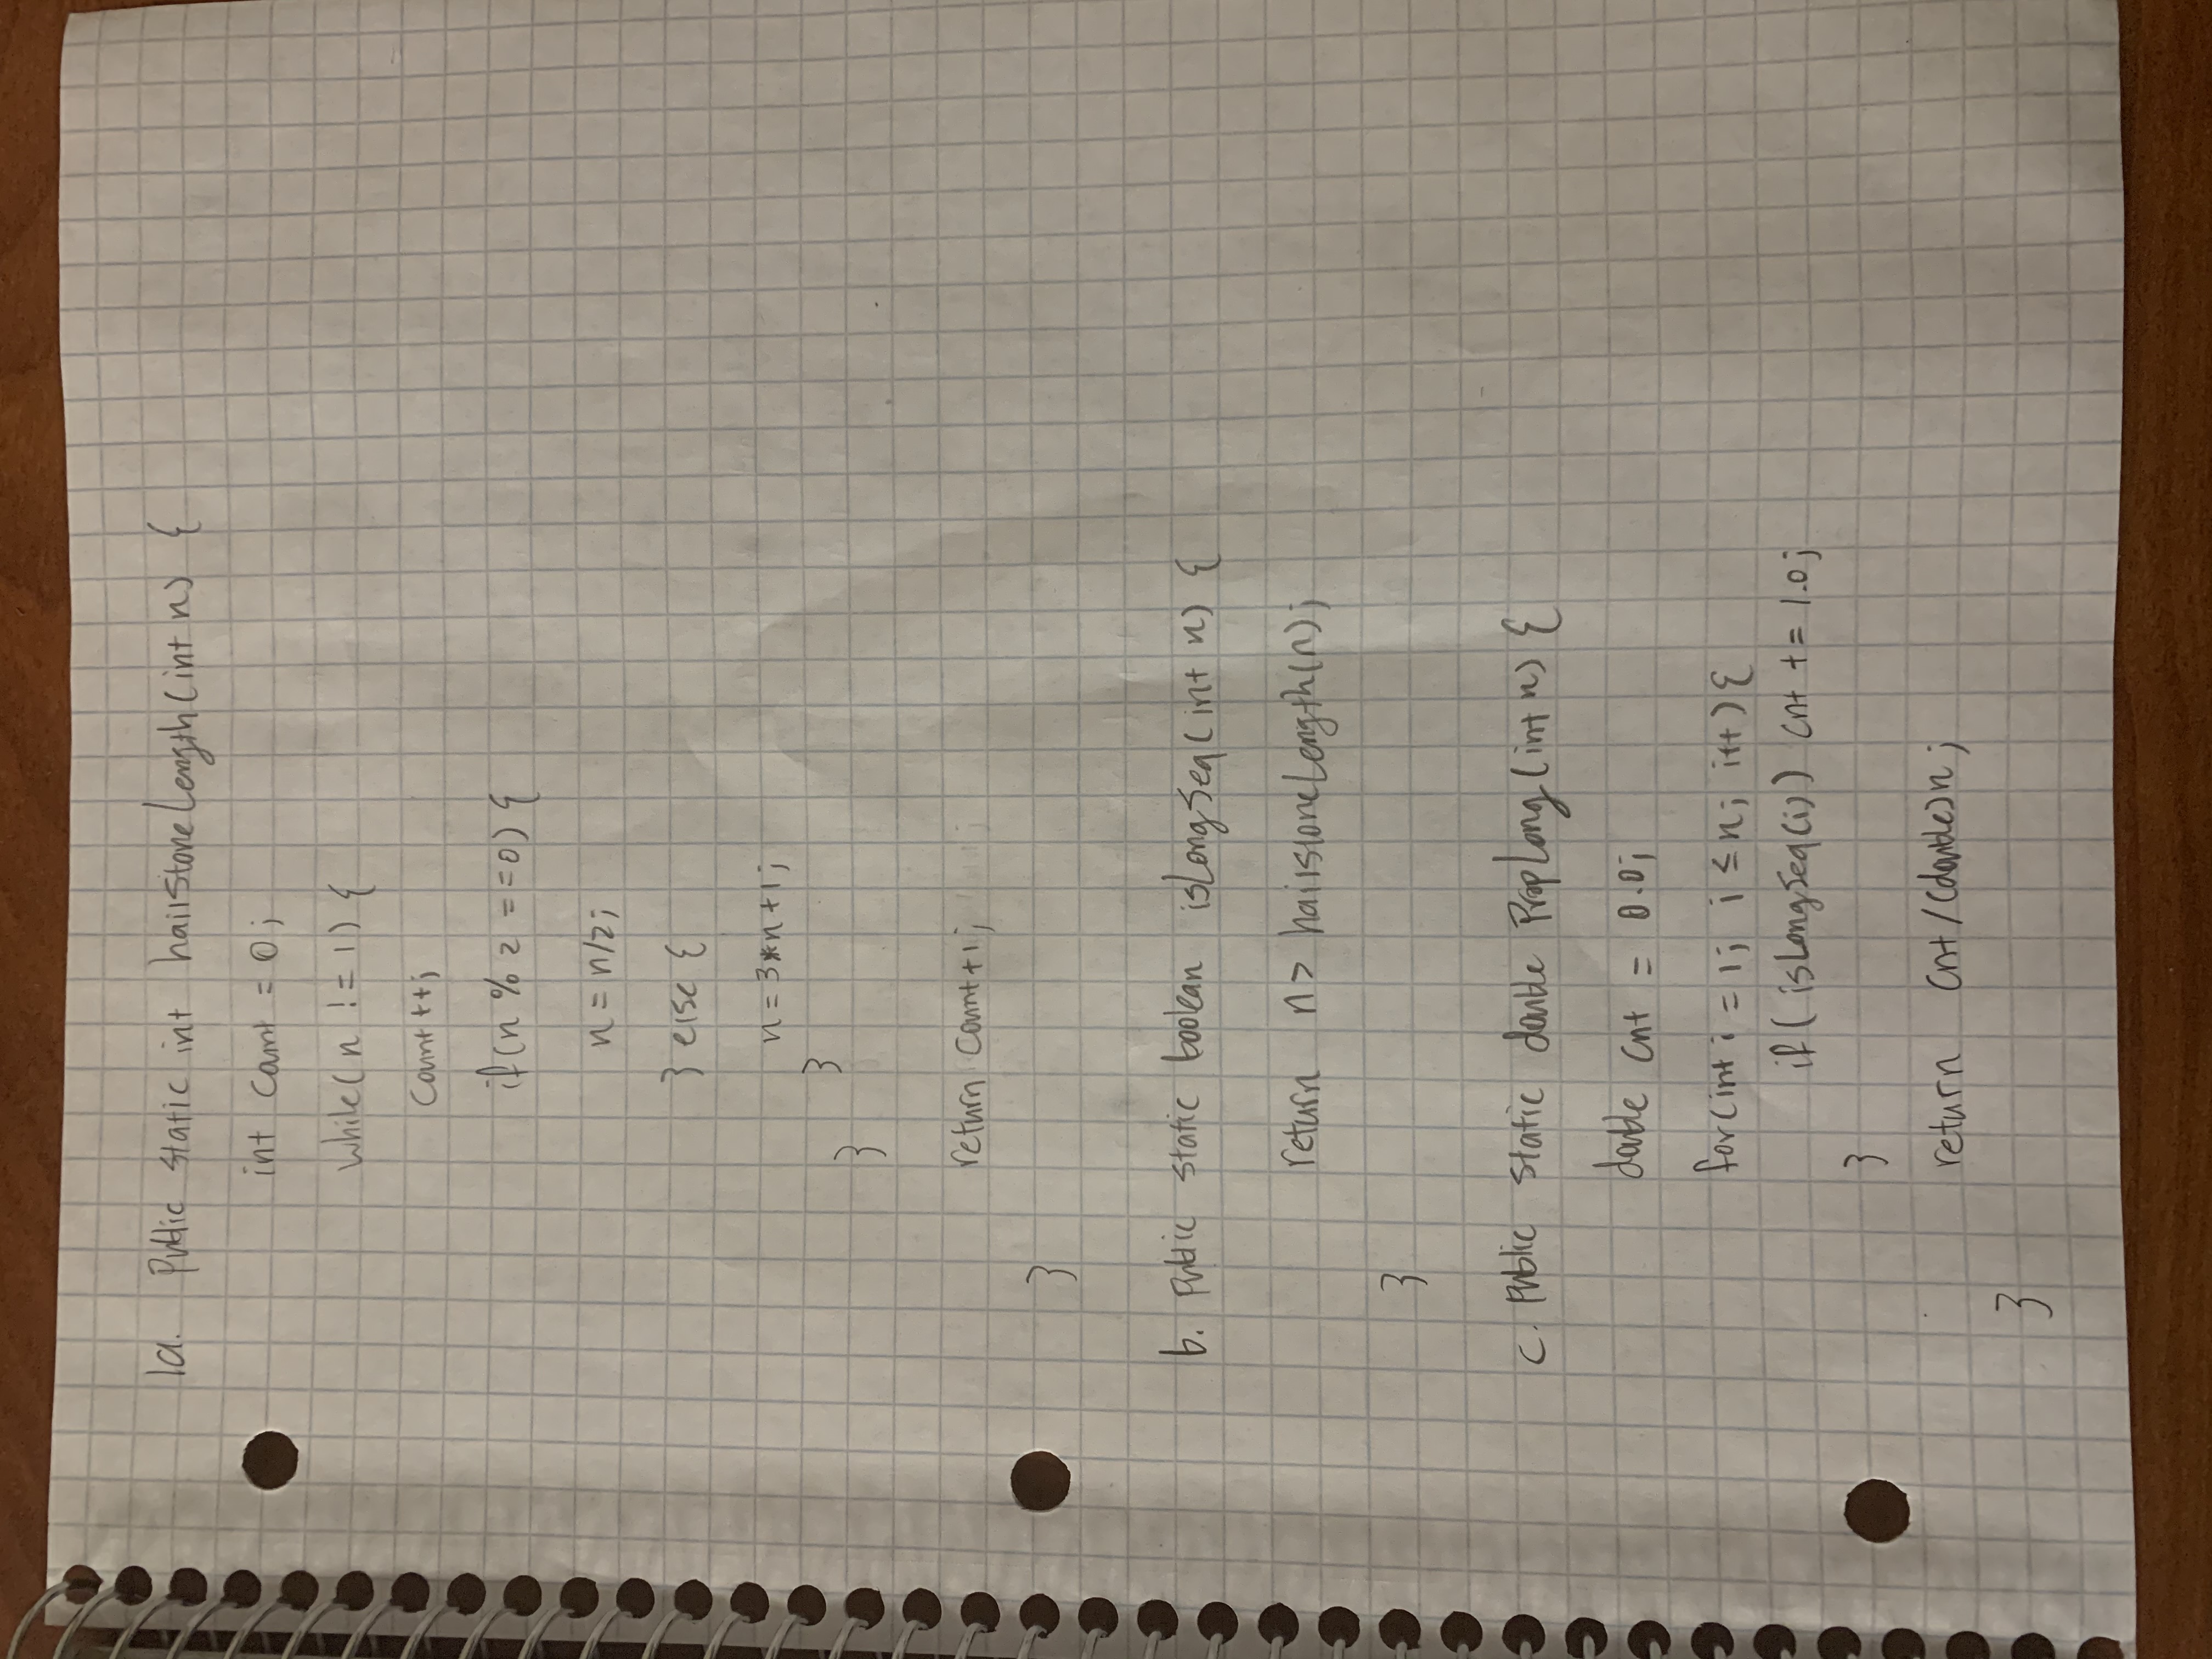 1a. Public static int hailstoneLength(int n) {
int count = 0;
while(n != 1) {
count ++;
if(n % 2 == 0) {
n = n/2;
} else {
n = 3*n+1;
}
}
return count+1;
}
b. Public static boolean isLongSeq(int n) {
return n > hailstoneLength(n);
}
c. Public static double PropLong(int n) {
double cnt = 0.0;
for(int i = 1; i ≤ n; i++){
if( isLongSeq(i)) cnt += 1.0;
}
return cnt/(double)n;
}